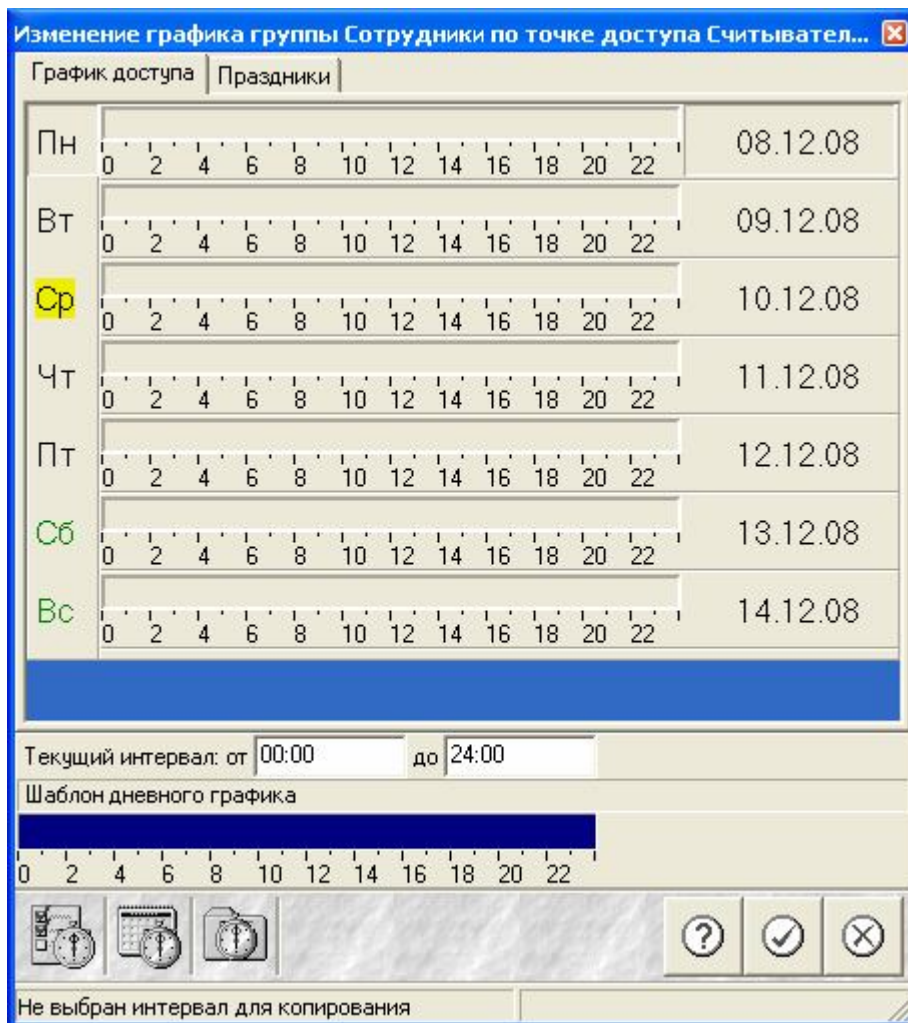 Изменение графика группы Сотрудники по точке доступа Считывател...
График доступа Праздники
Пн 08.12.08
0 2 4 6 8 10 12 14 16 18 20 22
Вт 09.12.08
0 2 4 6 8 10 12 14 16 18 20 22
Ср 10.12.08
0 2 4 6 8 10 12 14 16 18 20 22
Чт 11.12.08
0 2 4 6 8 10 12 14 16 18 20 22
Пт 12.12.08
0 2 4 6 8 10 12 14 16 18 20 22
Сб 13.12.08
0 2 4 6 8 10 12 14 16 18 20 22
Вс 14.12.08
0 2 4 6 8 10 12 14 16 18 20 22
Текущий интервал: от 00:00 до 24:00
Шаблон дневного графика
0 2 4 6 8 10 12 14 16 18 20 22
?
Не выбран интервал для копирования